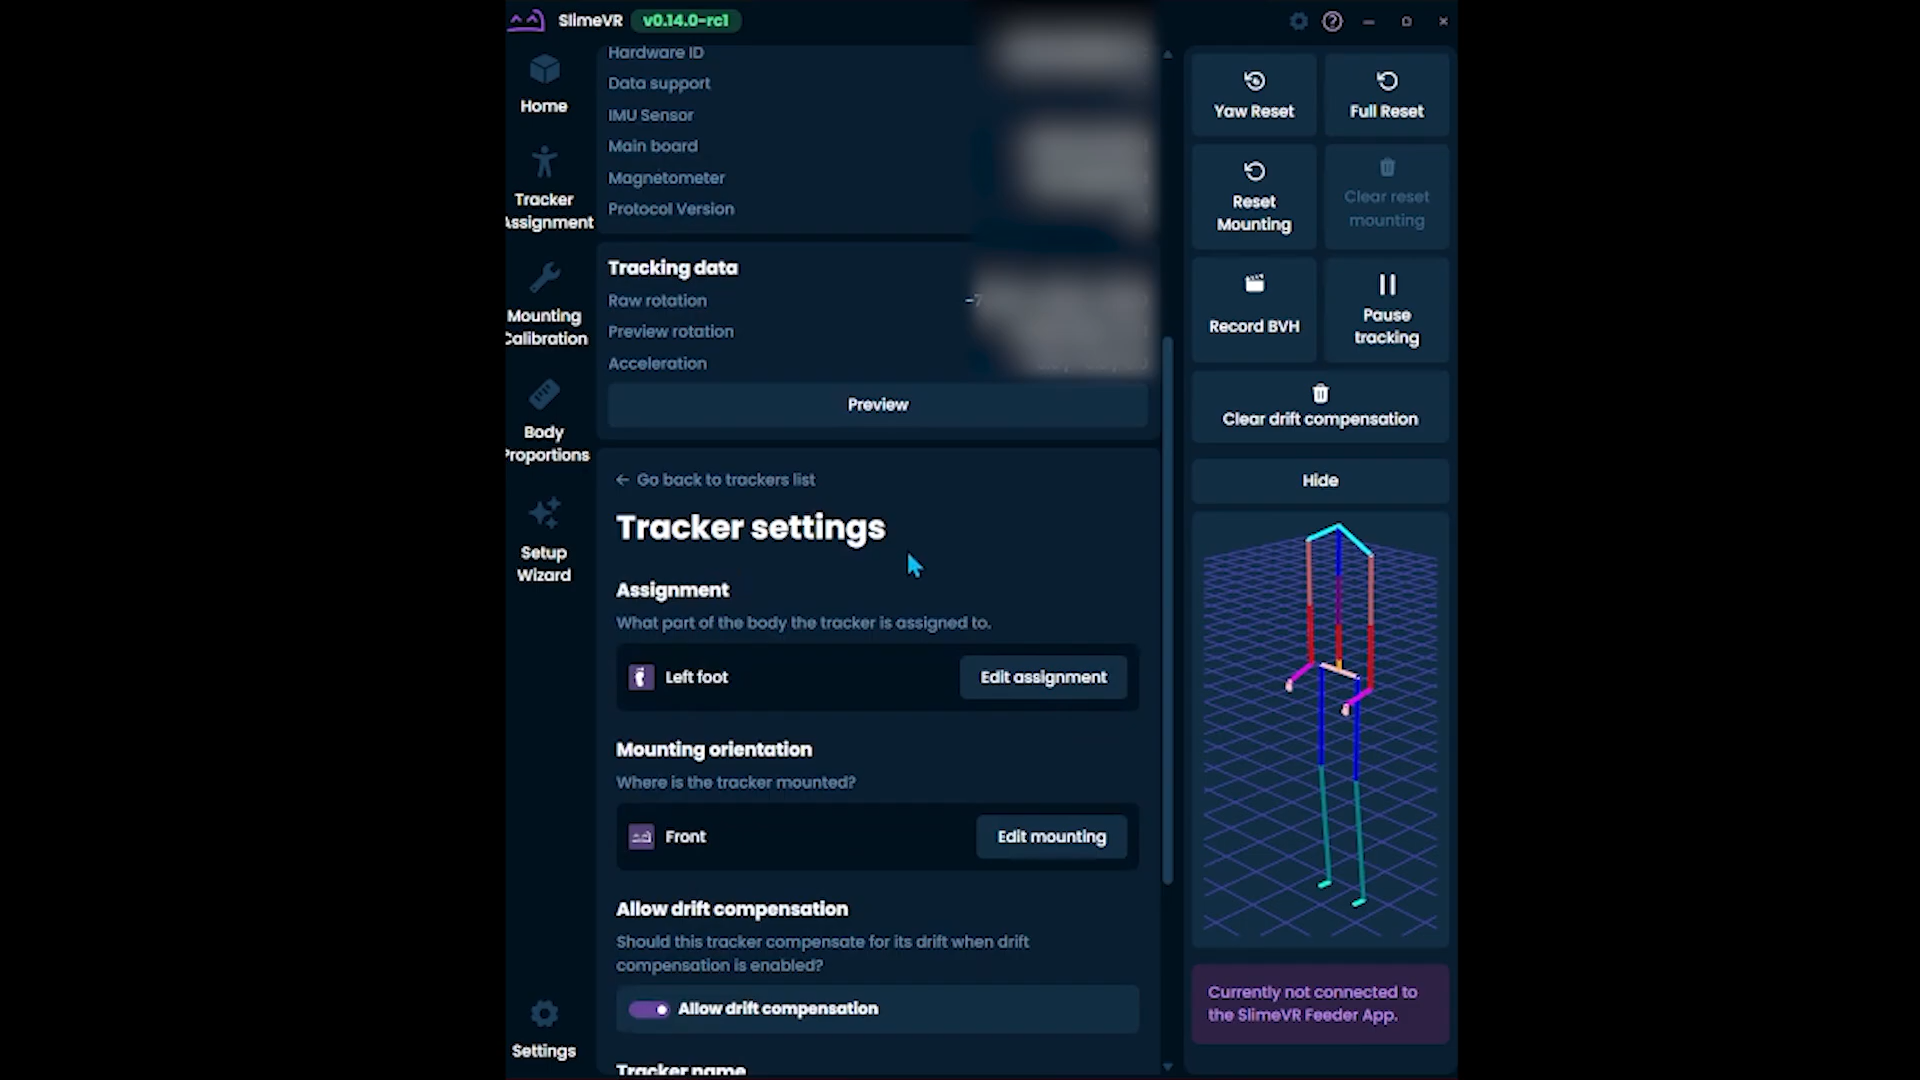 SlimeVR v0.14.0-rc1
Home
Tracker
Assignment
Mounting
Calibration
Body
Proportions
Setup
Wizard
Settings
Hardware ID
Data support
IMU Sensor
Main board
Magnetometer
Protocol Version
Tracking data
Raw rotation
Preview rotation
Acceleration
Preview
← Go back to trackers list
Tracker settings
Assignment
What part of the body the tracker is assigned to.
Left foot
Edit assignment
Mounting orientation
Where is the tracker mounted?
Front
Edit mounting
Allow drift compensation
Should this tracker compensate for its drift when drift
compensation is enabled?
Allow drift compensation
Tracker name
Yaw Reset
Full Reset
Reset
Mounting
Clear reset
mounting
Record BVH
Pause
tracking
Clear drift compensation
Hide
Currently not connected to
the SlimeVR Feeder App.